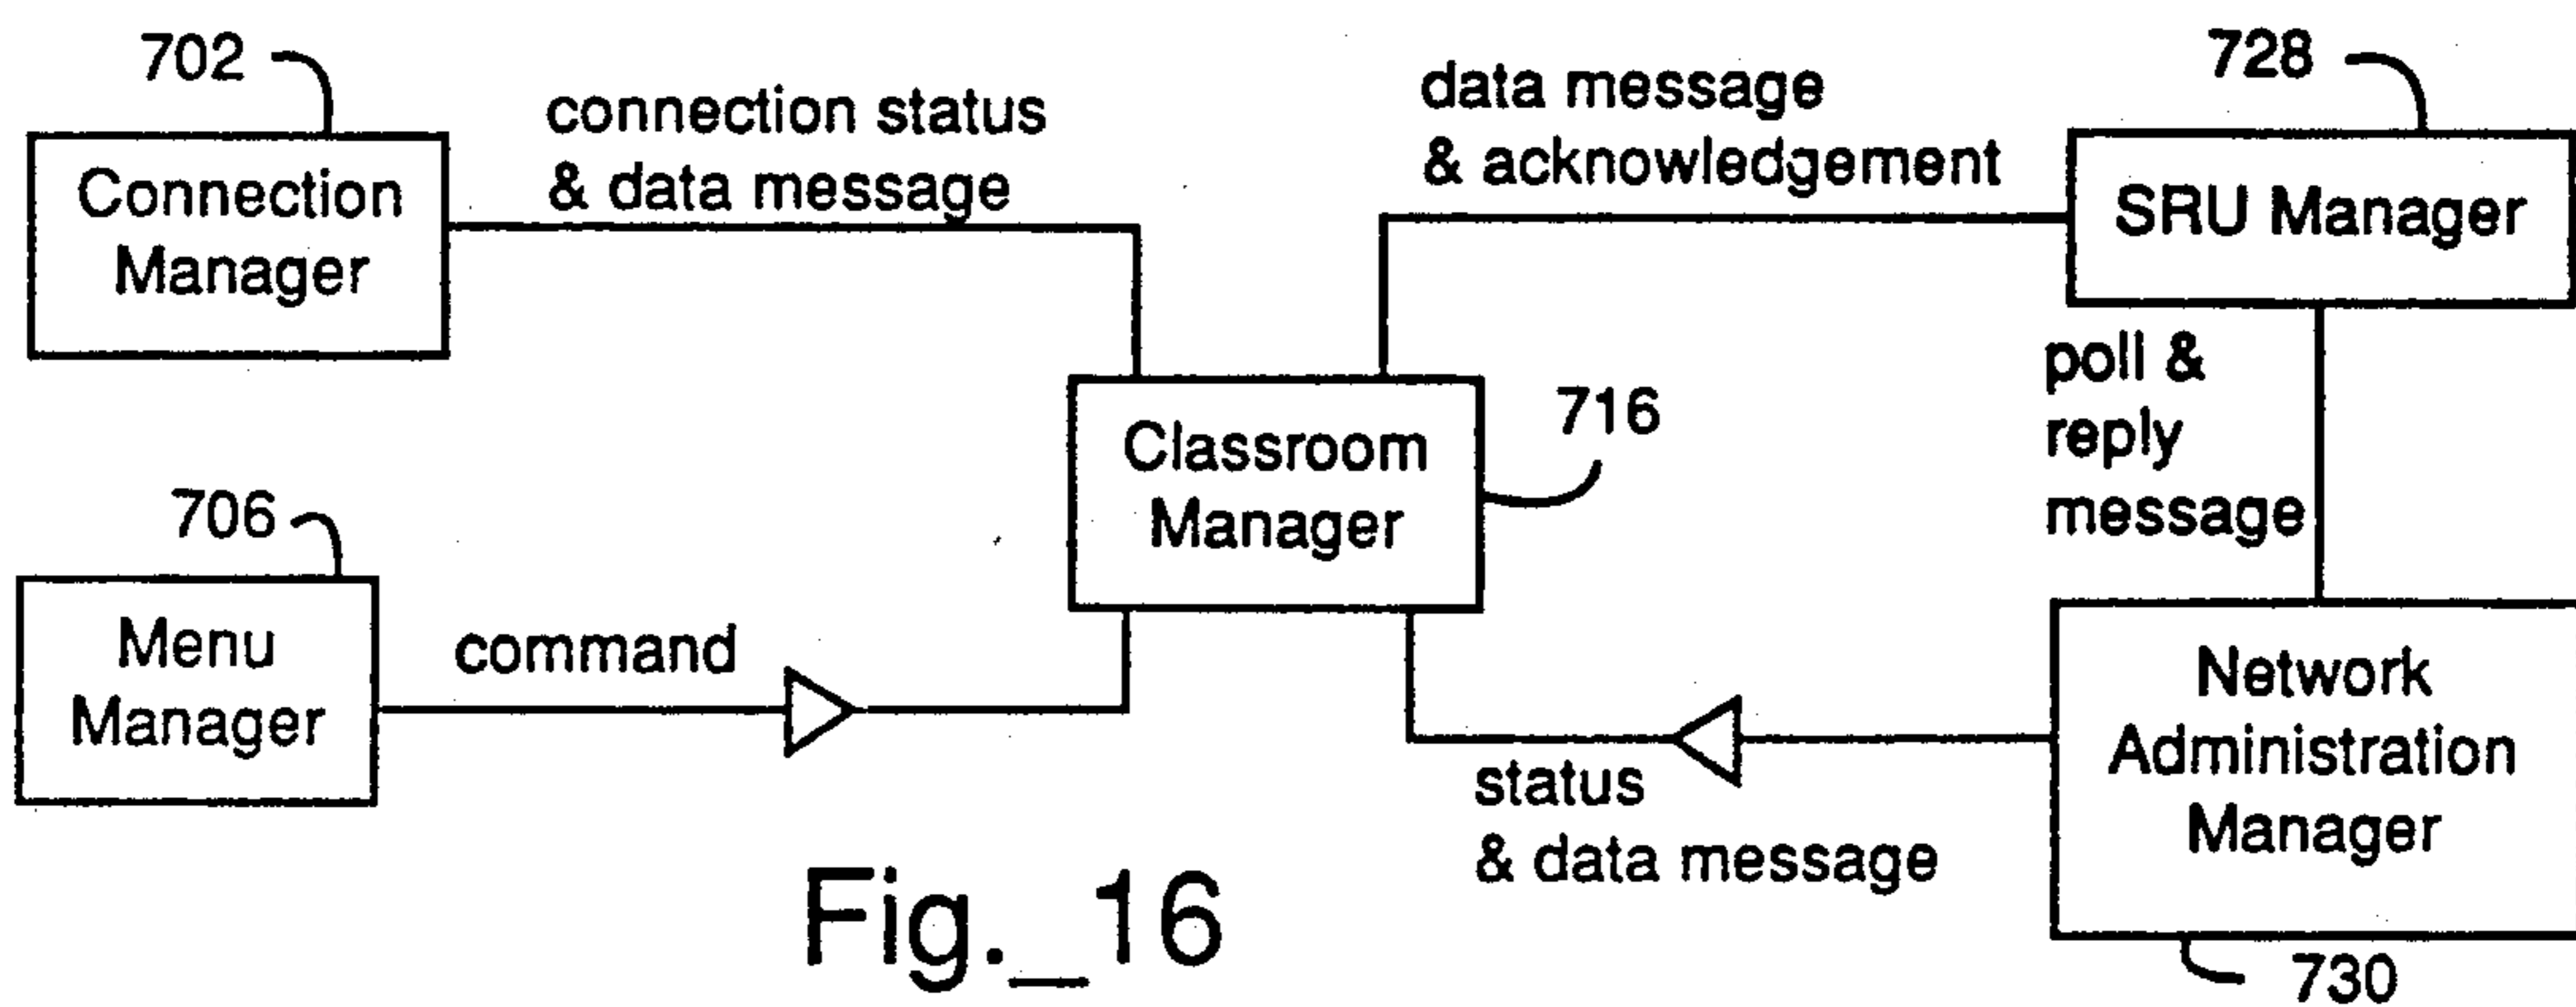 702
Connection
Manager
connection status
& data message
data message
& acknowledgement
728
SRU Manager
poll &
reply
message
716
Classroom
Manager
706
Menu
Manager
command
status
& data message
Network
Administration
Manager
730
Fig._16